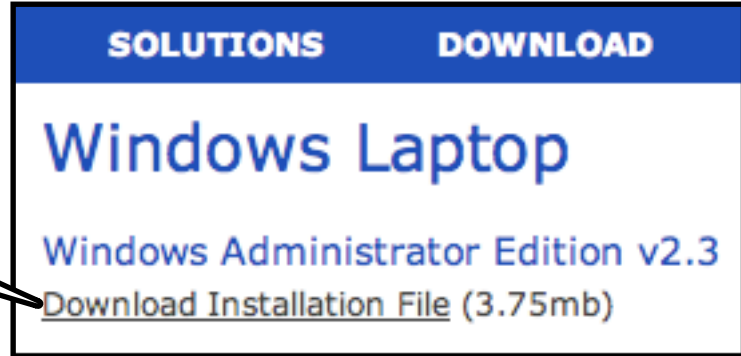 SOLUTIONS DOWNLOAD
Windows Laptop
Windows Administrator Edition v2.3
Download Installation File (3.75mb)